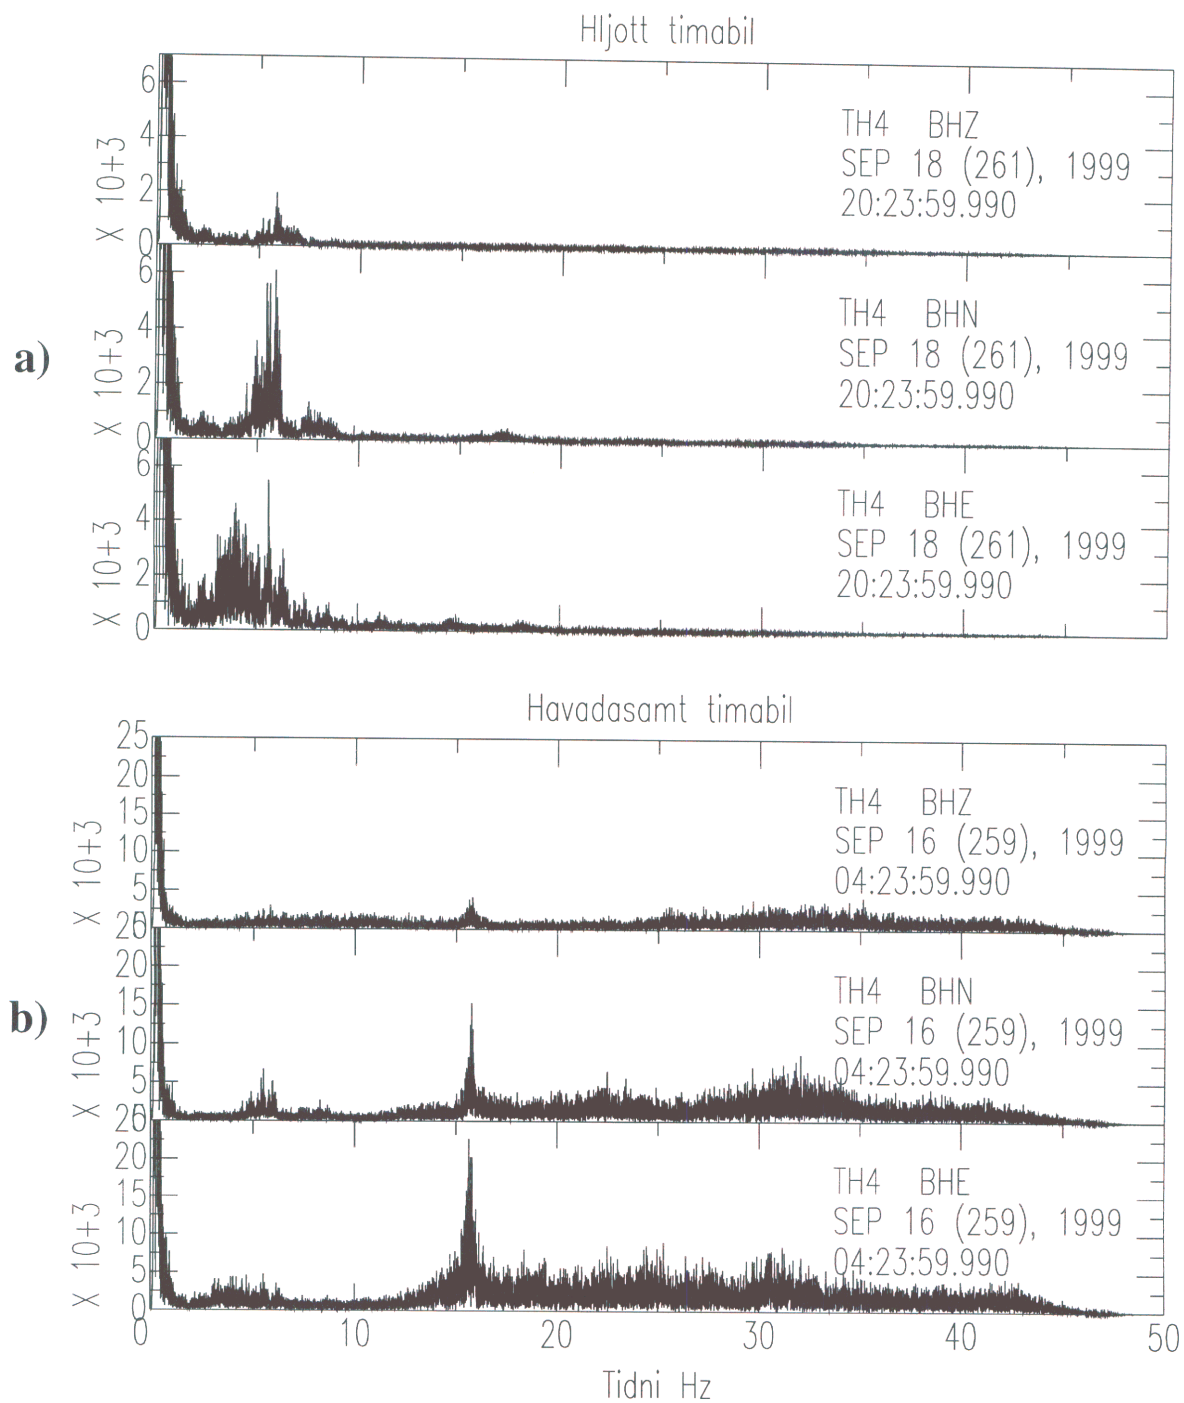 Hljott timabil
a)
X 10+3
6
4
2
0
TH4 BHZ
SEP 18 (261), 1999
20:23:59.990
X 10+3
6
4
2
0
TH4 BHN
SEP 18 (261), 1999
20:23:59.990
X 10+3
6
4
2
0
TH4 BHE
SEP 18 (261), 1999
20:23:59.990
Havadasamt timabil
b)
X 10+3
25
20
15
10
5
TH4 BHZ
SEP 16 (259), 1999
04:23:59.990
X 10+3
20
15
10
5
TH4 BHN
SEP 16 (259), 1999
04:23:59.990
X 10+3
20
15
10
5
0
TH4 BHE
SEP 16 (259), 1999
04:23:59.990
0 10 20 30 40 50
Tidni Hz